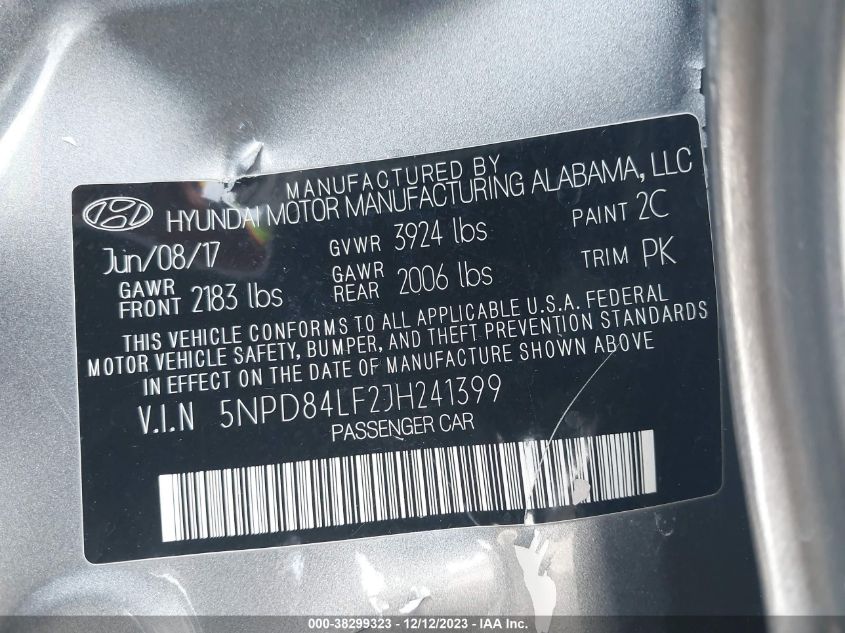 MANUFACTURED BY
HYUNDAI MOTOR MANUFACTURING ALABAMA, LLC
Jun/08/17 GVWR 3924 lbs PAINT 2C
GAWR FRONT 2183 lbs GAWR REAR 2006 lbs TRIM PK
THIS VEHICLE CONFORMS TO ALL APPLICABLE U.S.A. FEDERAL
MOTOR VEHICLE SAFETY, BUMPER, AND THEFT PREVENTION STANDARDS
IN EFFECT ON THE DATE OF MANUFACTURE SHOWN ABOVE
V.I.N 5NPD84LF2JH241399
PASSENGER CAR
000-38299323 - 12/12/2023 - IAA Inc.